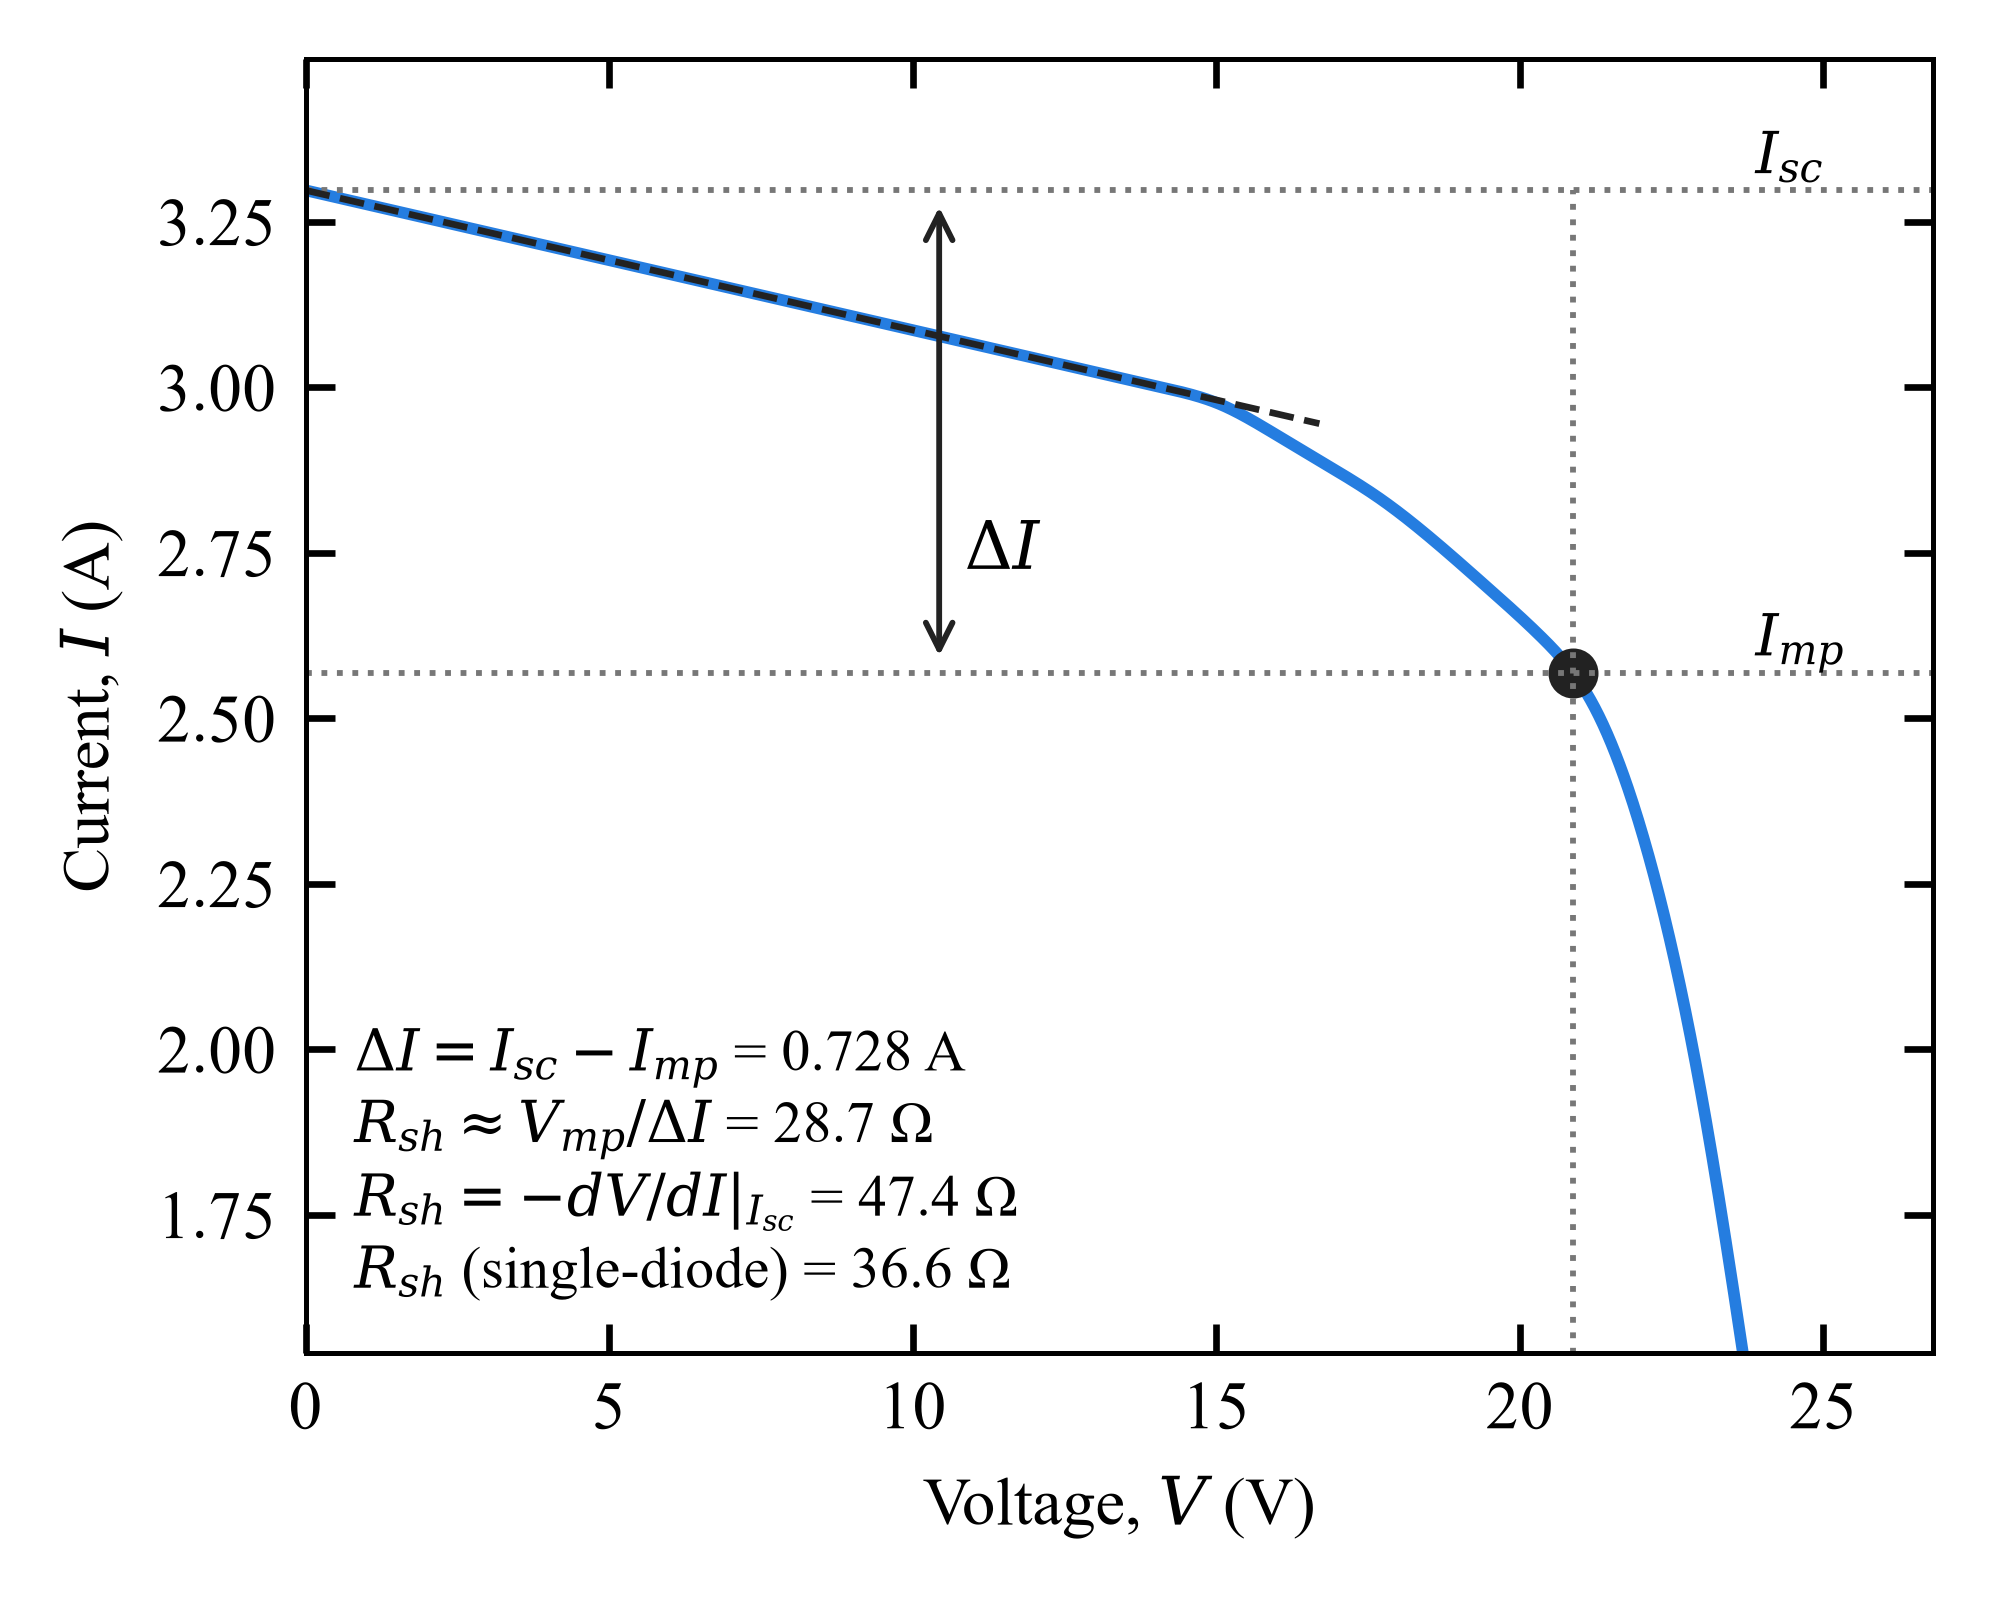 I_sc
3.25
3.00
2.75
2.50
2.25
2.00
1.75
Current, I (A)
ΔI
I_mp
ΔI = I_sc − I_mp = 0.728 A
R_sh ≈ V_mp/ΔI = 28.7 Ω
R_sh = −dV/dI|_I_sc = 47.4 Ω
R_sh (single-diode) = 36.6 Ω
0 5 10 15 20 25
Voltage, V (V)